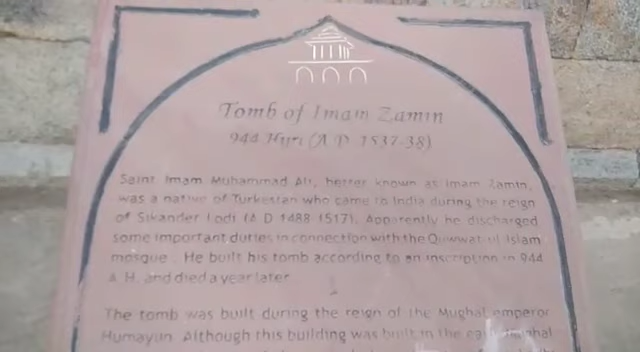 Tomb of Imam Zamin
944 Hijri (A.D. 1537-38)
Saint Imam Muhammad Ali, better known as Imam Zamin,
was a native of Turkestan who came to India during the reign
of Sikander Lodi (A D 1488 1517). Apparently he discharged
some important duties in connection with the Quwwat-ul Islam
mosque. He built his tomb according to an inscription in 944
A. H. and died a year later
The tomb was built during the reign of the Mughal emperor
Humayun Although this building was built in the